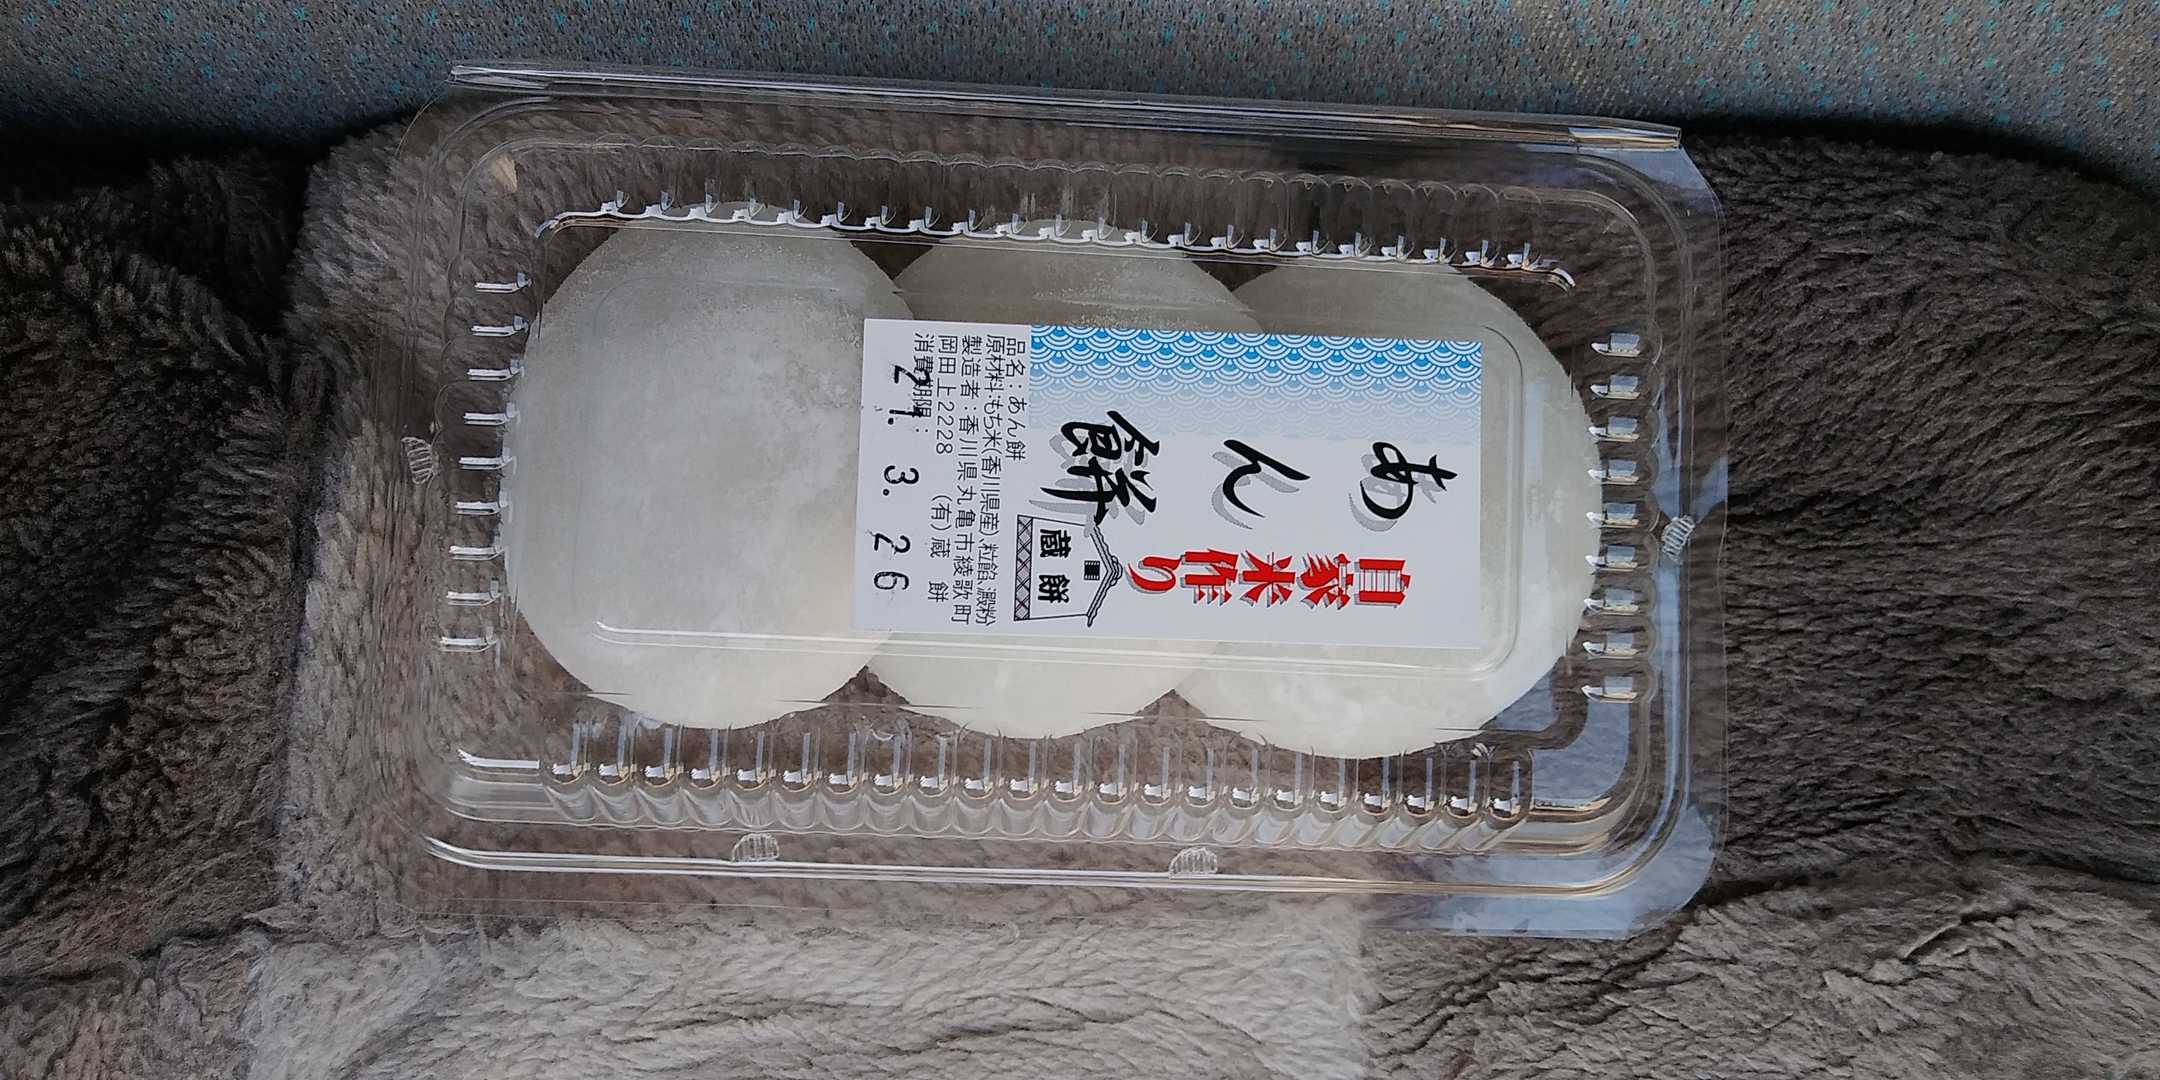 あん餅
自家米作り
蔵餅
品名：あん餅
原材料:もち米(香川県産)､粒餡､澱粉
製造者：香川県丸亀市綾歌町
岡田上2228　(有)蔵　餅
消費期限：
21. 3. 26